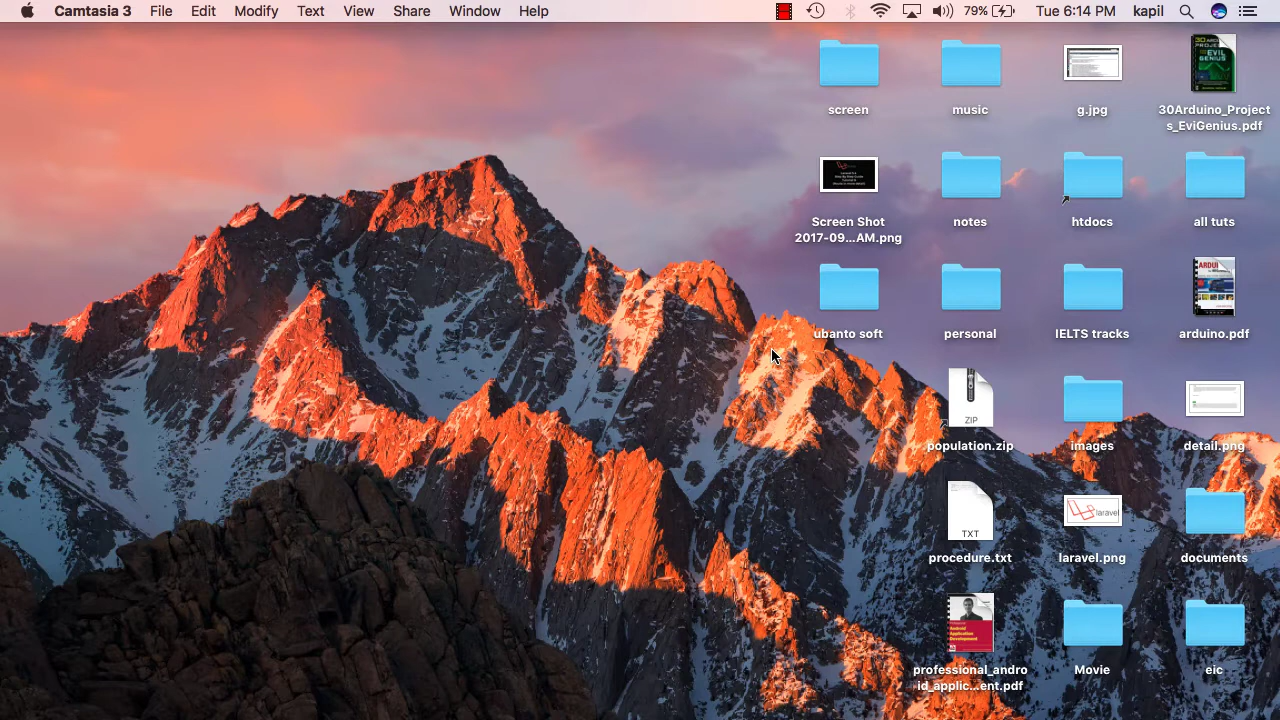 Camtasia 3 File Edit Modify Text View Share Window Help 79% Tue 6:14 PM kapil
screen
music
g.jpg
30Arduino_Project
s_EviGenius.pdf
Screen Shot
2017-09...AM.png
notes
htdocs
all tuts
ARDUI
ubanto soft
personal
IELTS tracks
arduino.pdf
ZIP
population.zip
images
detail.png
TXT
laravel
procedure.txt
laravel.png
documents
professional_andro
id_applic...ent.pdf
Movie
eic